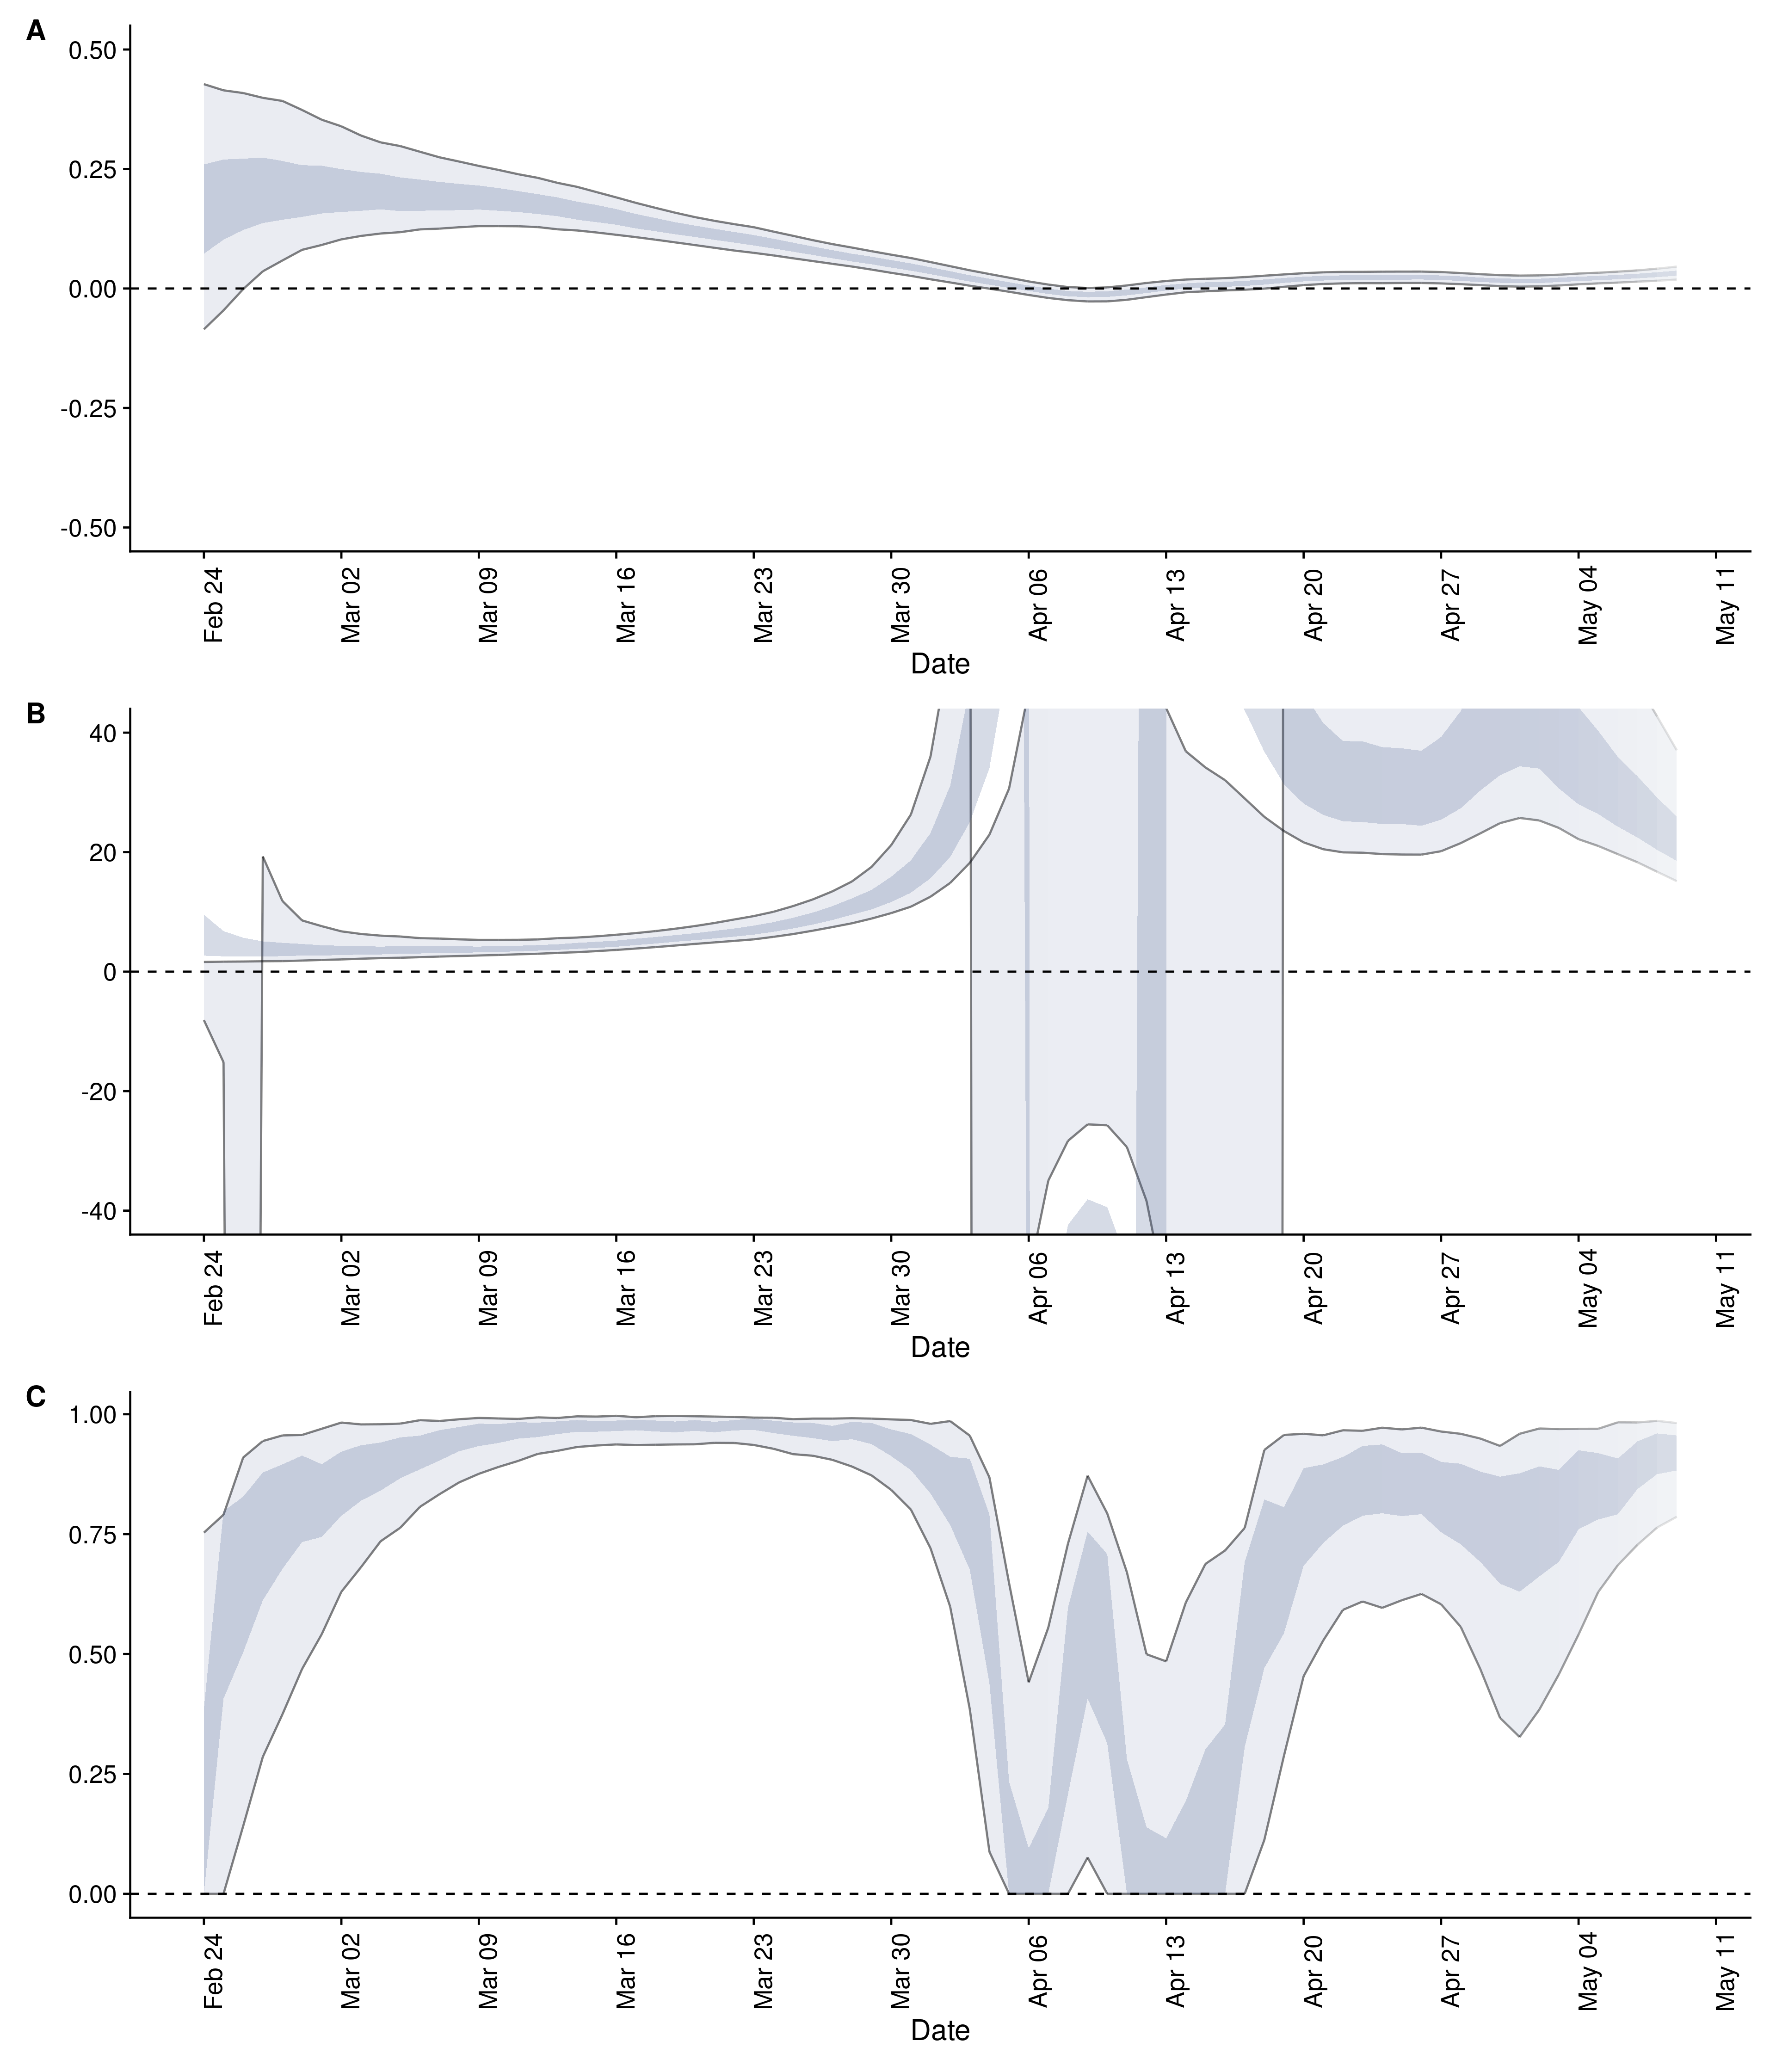 A
0.50
0.25
0.00
-0.25
-0.50
Feb 24
Mar 02
Mar 09
Mar 16
Mar 23
Mar 30
Apr 06
Apr 13
Apr 20
Apr 27
May 04
May 11
Date
B
40
20
0
-20
-40
Feb 24
Mar 02
Mar 09
Mar 16
Mar 23
Mar 30
Apr 06
Apr 13
Apr 20
Apr 27
May 04
May 11
Date
C
1.00
0.75
0.50
0.25
0.00
Feb 24
Mar 02
Mar 09
Mar 16
Mar 23
Mar 30
Apr 06
Apr 13
Apr 20
Apr 27
May 04
May 11
Date